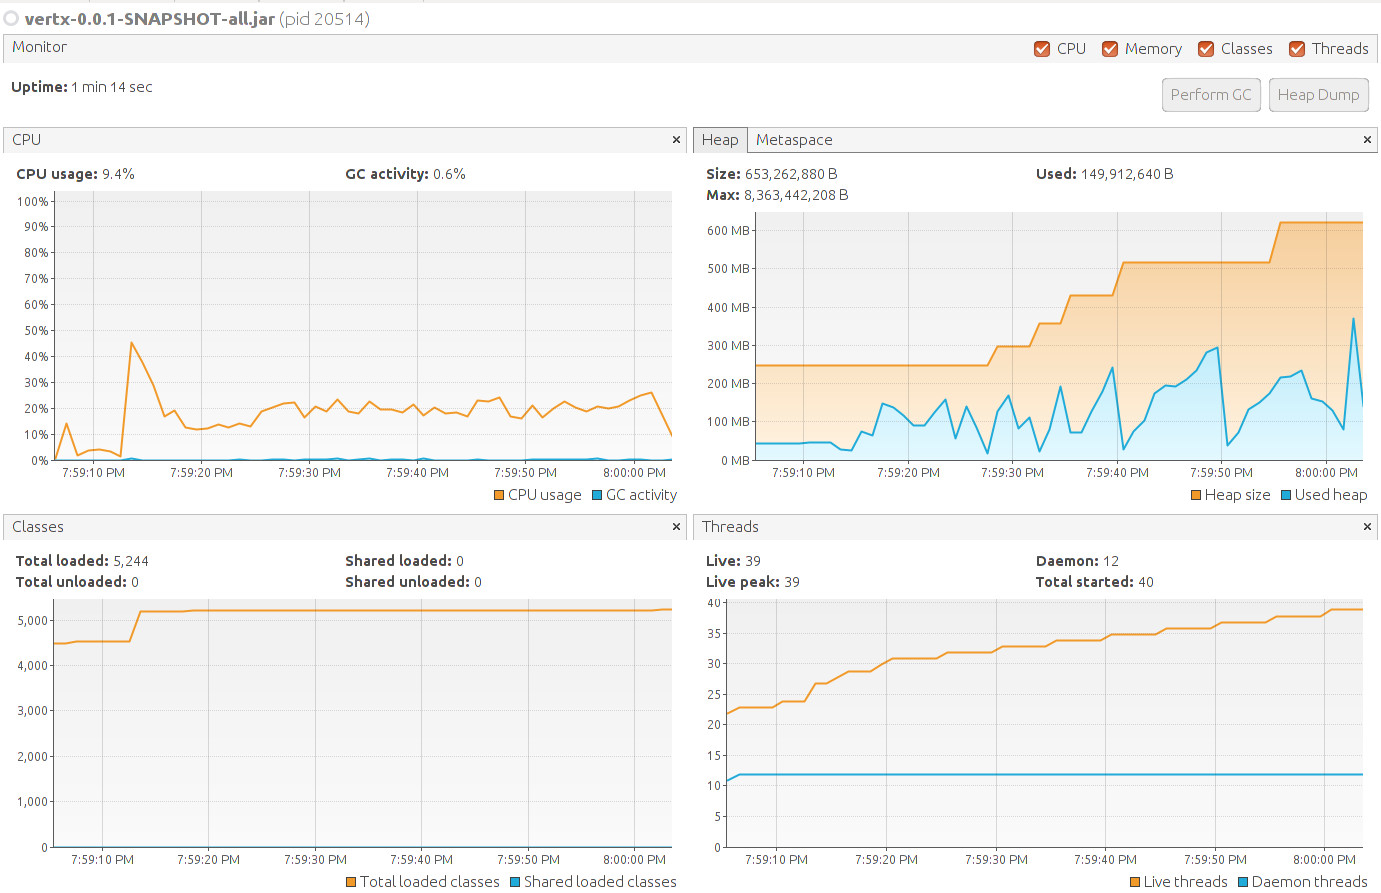 vertx-0.0.1-SNAPSHOT-all.jar (pid 20514)
Monitor
CPU Memory Classes Threads
Uptime: 1 min 14 sec
Perform GC Heap Dump
CPU
CPU usage: 9.4% GC activity: 0.6%
100%
90%
80%
70%
60%
50%
40%
30%
20%
10%
0%
7:59:10 PM 7:59:20 PM 7:59:30 PM 7:59:40 PM 7:59:50 PM 8:00:00 PM
CPU usage GC activity
Heap Metaspace
Size: 653,262,880 B Used: 149,912,640 B
Max: 8,363,442,208 B
600 MB
500 MB
400 MB
300 MB
200 MB
100 MB
0 MB
7:59:10 PM 7:59:20 PM 7:59:30 PM 7:59:40 PM 7:59:50 PM 8:00:00 PM
Heap size Used heap
Classes
Total loaded: 5,244 Shared loaded: 0
Total unloaded: 0 Shared unloaded: 0
5,000
4,000
3,000
2,000
1,000
0
7:59:10 PM 7:59:20 PM 7:59:30 PM 7:59:40 PM 7:59:50 PM 8:00:00 PM
Total loaded classes Shared loaded classes
Threads
Live: 39 Daemon: 12
Live peak: 39 Total started: 40
40
35
30
25
20
15
10
5
0
7:59:10 PM 7:59:20 PM 7:59:30 PM 7:59:40 PM 7:59:50 PM 8:00:00 PM
Live threads Daemon threads